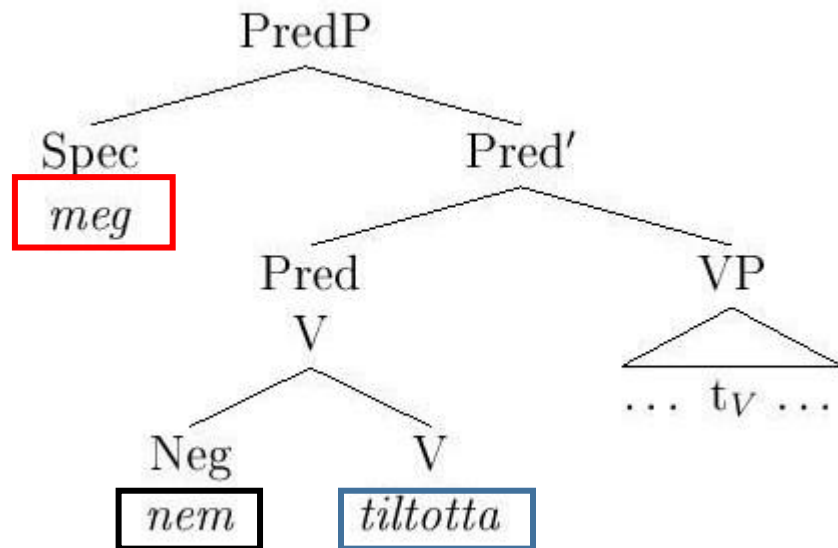 PredP
Spec Pred′
meg
Pred VP
V
… t_V …
Neg V
nem tiltotta